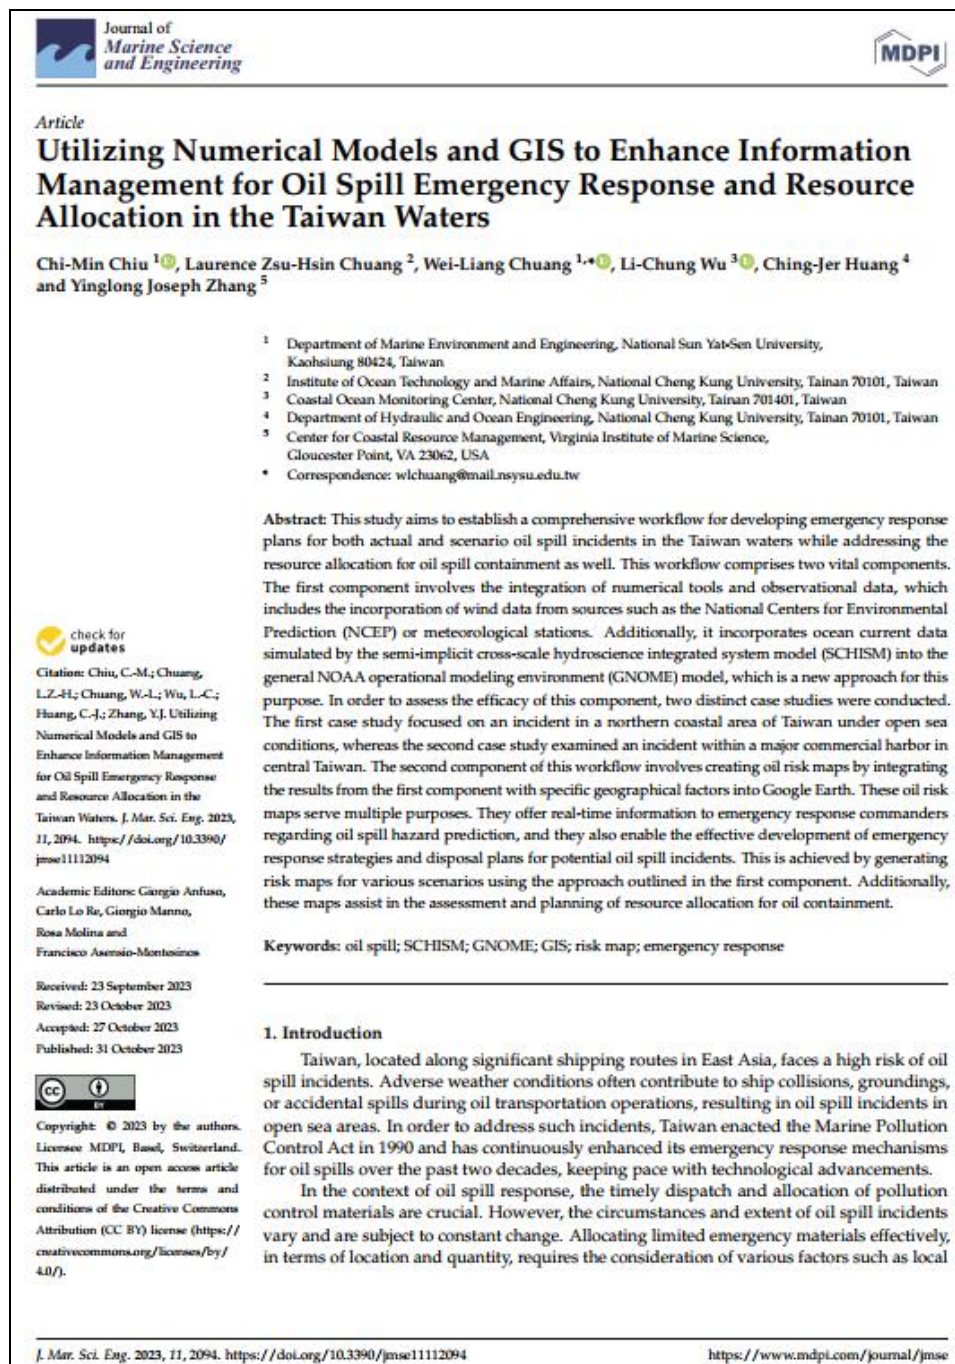 Journal of
Marine Science
and Engineering
MDPI
Article
Utilizing Numerical Models and GIS to Enhance Information
Management for Oil Spill Emergency Response and Resource
Allocation in the Taiwan Waters
Chi-Min Chiu 1, Laurence Zsu-Hsin Chuang 2, Wei-Liang Chuang 1,*, Li-Chung Wu 3, Ching-Jer Huang 4
and Yinglong Joseph Zhang 5
1 Department of Marine Environment and Engineering, National Sun Yat-Sen University,
Kaohsiung 80424, Taiwan
2 Institute of Ocean Technology and Marine Affairs, National Cheng Kung University, Tainan 70101, Taiwan
3 Coastal Ocean Monitoring Center, National Cheng Kung University, Tainan 701401, Taiwan
4 Department of Hydraulic and Ocean Engineering, National Cheng Kung University, Tainan 70101, Taiwan
5 Center for Coastal Resource Management, Virginia Institute of Marine Science,
Gloucester Point, VA 23062, USA
* Correspondence: wlchuang@mail.nsysu.edu.tw
Abstract: This study aims to establish a comprehensive workflow for developing emergency response
plans for both actual and scenario oil spill incidents in the Taiwan waters while addressing the
resource allocation for oil spill containment as well. This workflow comprises two vital components.
The first component involves the integration of numerical tools and observational data, which
includes the incorporation of wind data from sources such as the National Centers for Environmental
Prediction (NCEP) or meteorological stations. Additionally, it incorporates ocean current data
simulated by the semi-implicit cross-scale hydroscience integrated system model (SCHISM) into the
general NOAA operational modeling environment (GNOME) model, which is a new approach for this
purpose. In order to assess the efficacy of this component, two distinct case studies were conducted.
The first case study focused on an incident in a northern coastal area of Taiwan under open sea
conditions, whereas the second case study examined an incident within a major commercial harbor in
central Taiwan. The second component of this workflow involves creating oil risk maps by integrating
the results from the first component with specific geographical factors into Google Earth. These oil risk
maps serve multiple purposes. They offer real-time information to emergency response commanders
regarding oil spill hazard prediction, and they also enable the effective development of emergency
response strategies and disposal plans for potential oil spill incidents. This is achieved by generating
risk maps for various scenarios using the approach outlined in the first component. Additionally,
these maps assist in the assessment and planning of resource allocation for oil containment.
Keywords: oil spill; SCHISM; GNOME; GIS; risk map; emergency response
check for
updates
Citation: Chiu, C.-M.; Chuang,
L.Z.-H.; Chuang, W.-L.; Wu, L.-C.;
Huang, C.-J.; Zhang, Y.J. Utilizing
Numerical Models and GIS to
Enhance Information Management
for Oil Spill Emergency Response
and Resource Allocation in the
Taiwan Waters. J. Mar. Sci. Eng. 2023,
11, 2094. https://doi.org/10.3390/
jmse11112094
Academic Editors: Giorgio Anfuso,
Carlo Lo Re, Giorgio Manno,
Rosa Molina and
Francisco Asensio-Montesinos
Received: 23 September 2023
Revised: 23 October 2023
Accepted: 27 October 2023
Published: 31 October 2023
CC BY
Copyright: © 2023 by the authors.
Licensee MDPI, Basel, Switzerland.
This article is an open access article
distributed under the terms and
conditions of the Creative Commons
Attribution (CC BY) license (https://
creativecommons.org/licenses/by/
4.0/).
1. Introduction
Taiwan, located along significant shipping routes in East Asia, faces a high risk of oil
spill incidents. Adverse weather conditions often contribute to ship collisions, groundings,
or accidental spills during oil transportation operations, resulting in oil spill incidents in
open sea areas. In order to address such incidents, Taiwan enacted the Marine Pollution
Control Act in 1990 and has continuously enhanced its emergency response mechanisms
for oil spills over the past two decades, keeping pace with technological advancements.
In the context of oil spill response, the timely dispatch and allocation of pollution
control materials are crucial. However, the circumstances and extent of oil spill incidents
vary and are subject to constant change. Allocating limited emergency materials effectively,
in terms of location and quantity, requires the consideration of various factors such as local
J. Mar. Sci. Eng. 2023, 11, 2094. https://doi.org/10.3390/jmse11112094
https://www.mdpi.com/journal/jmse